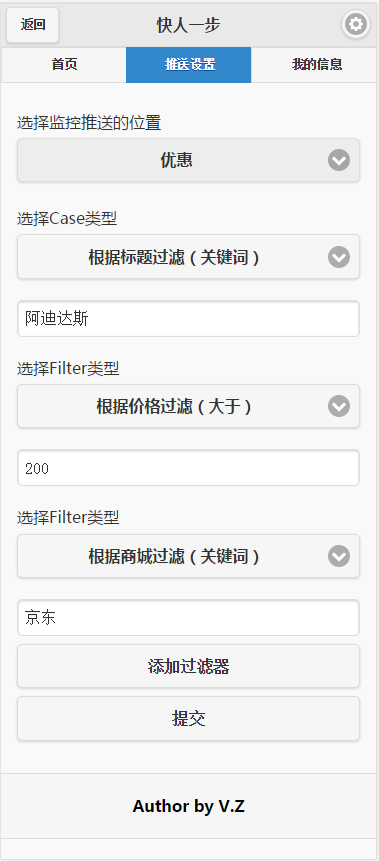 返回
快人一步
首页
推送设置
我的信息
选择监控推送的位置
优惠
选择Case类型
根据标题过滤（关键词）
阿迪达斯
选择Filter类型
根据价格过滤（大于）
200
选择Filter类型
根据商城过滤（关键词）
京东
添加过滤器
提交
Author by V.Z